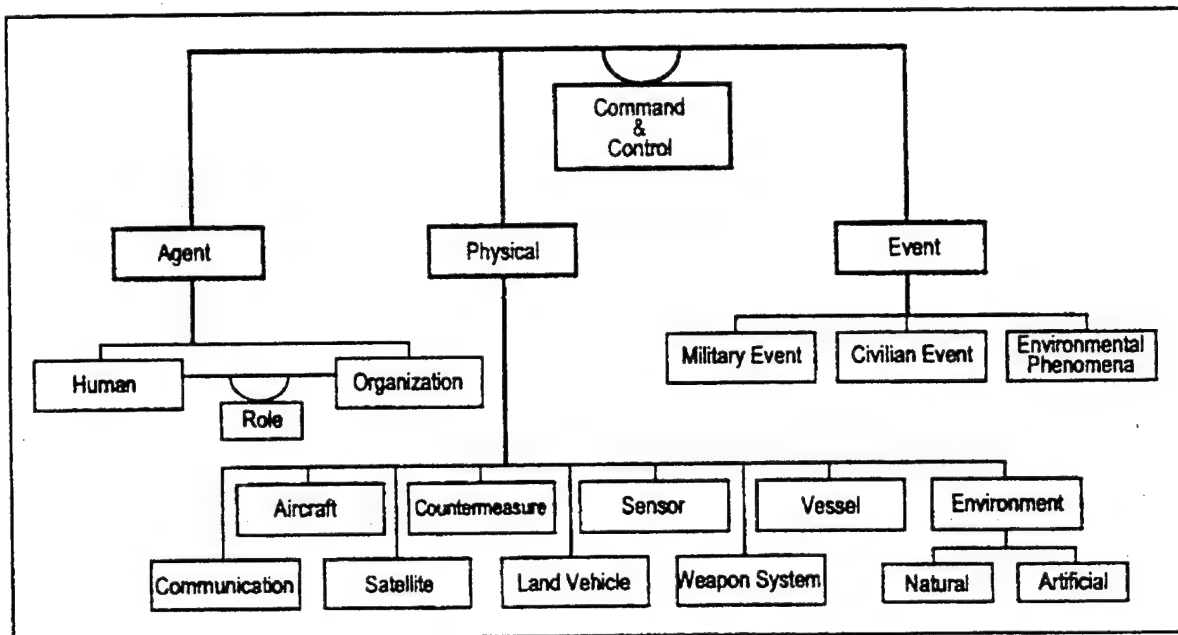 Command
&
Control
Agent
Physical
Event
Military Event
Civilian Event
Environmental
Phenomena
Human
Organization
Role
Aircraft
Countermeasure
Sensor
Vessel
Environment
Communication
Satellite
Land Vehicle
Weapon System
Natural
Artificial